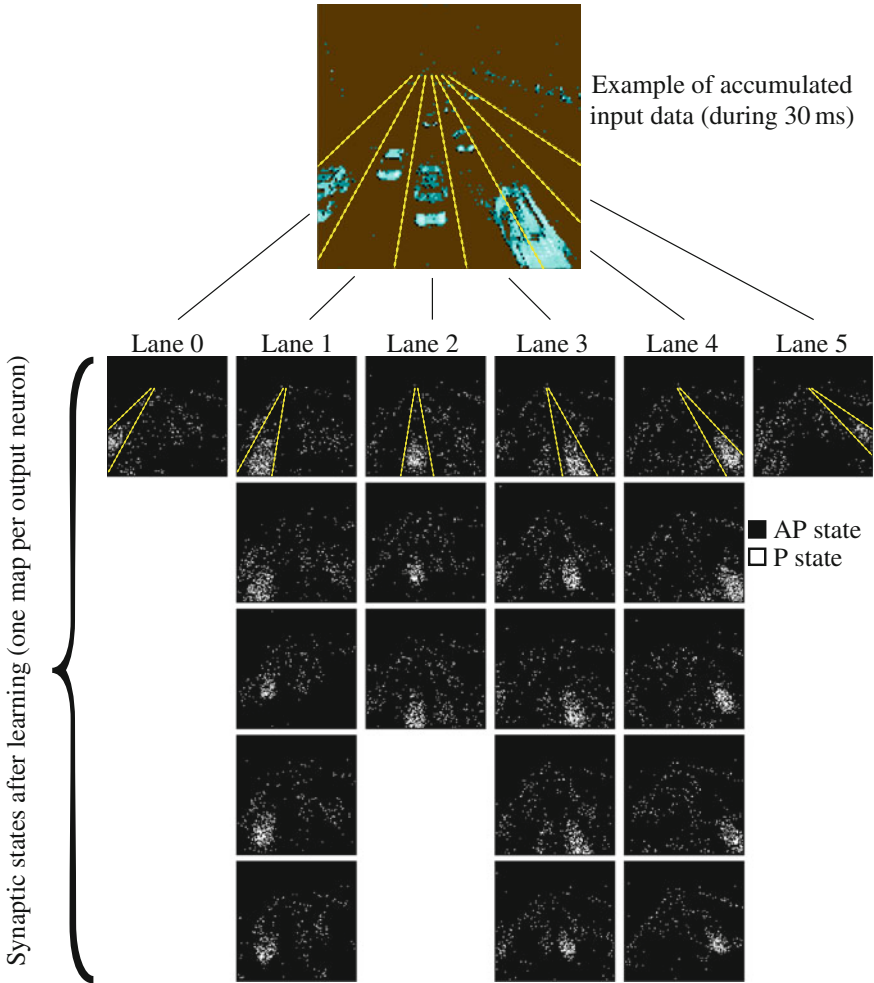 Example of accumulated
input data (during 30 ms)
Lane 0
Lane 1
Lane 2
Lane 3
Lane 4
Lane 5
AP state
P state
Synaptic states after learning (one map per output neuron)